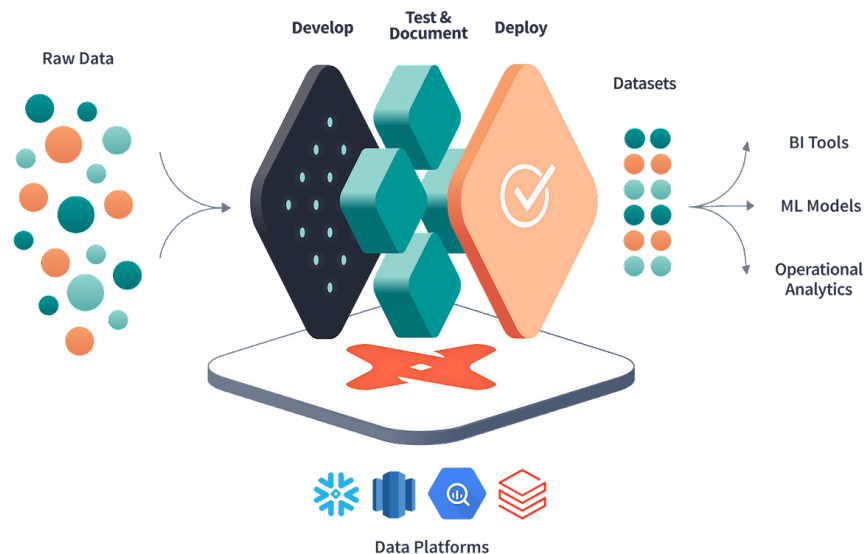 Develop
Test &
Document
Deploy
Raw Data
Datasets
BI Tools
ML Models
Operational
Analytics
Data Platforms